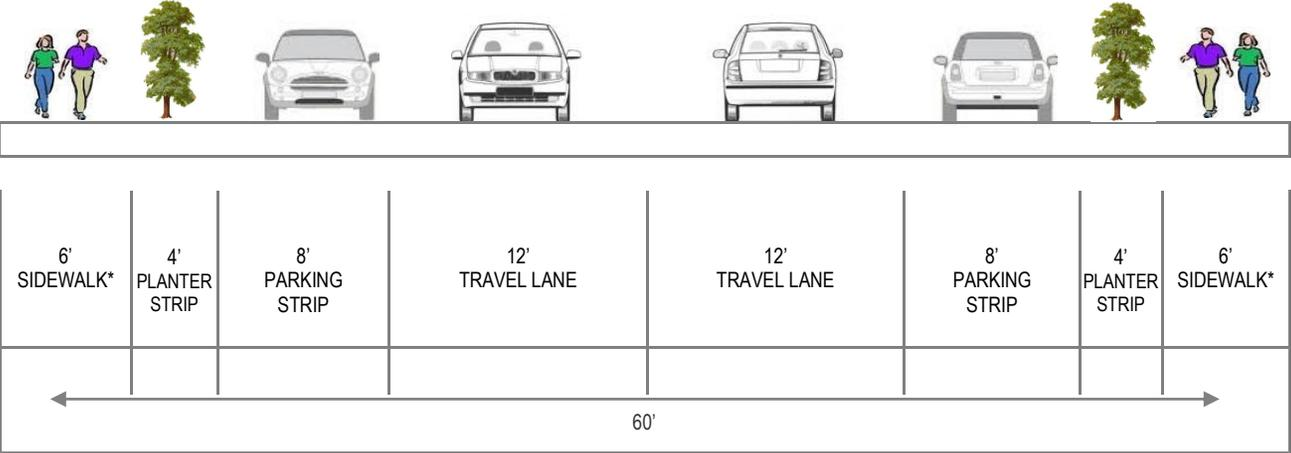 6’
SIDEWALK*
4’
PLANTER
STRIP
8’
PARKING
STRIP
12’
TRAVEL LANE
12’
TRAVEL LANE
8’
PARKING
STRIP
4’
PLANTER
STRIP
6’
SIDEWALK*
60’